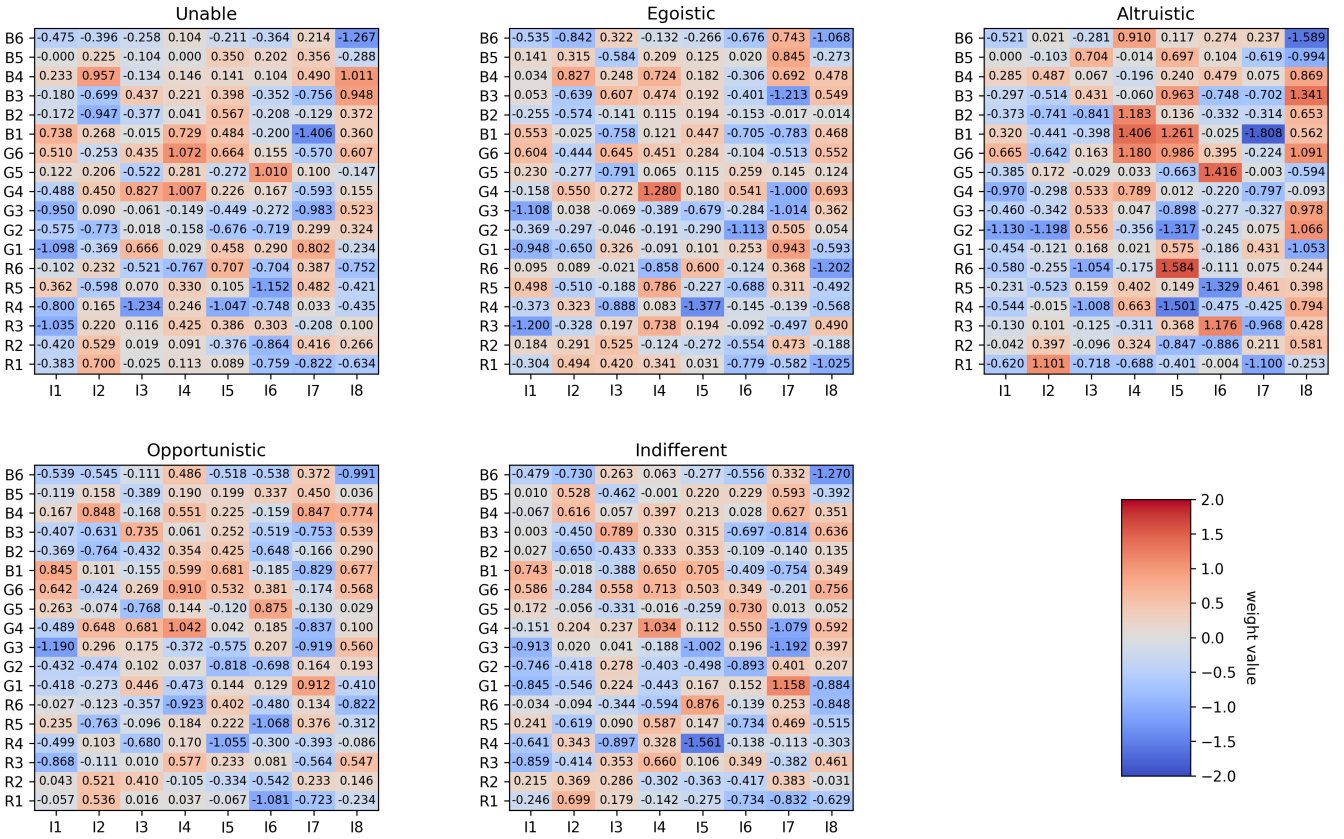 Unable Egoistic Altruistic
B6 -0.475 -0.396 -0.258 0.104 -0.211 -0.364 0.214 -1.267 B6 -0.535 -0.842 0.322 -0.132 -0.266 -0.676 0.743 -1.068 B6 -0.521 0.021 -0.281 0.910 0.117 0.274 0.237 -1.589
B5 -0.000 0.225 -0.104 0.000 0.350 0.202 0.356 -0.288 B5 0.141 0.315 -0.584 0.209 0.125 0.020 0.845 -0.273 B5 0.000 -0.103 0.704 -0.014 0.697 0.104 -0.619 -0.994
B4 0.233 0.957 -0.134 0.146 0.141 0.104 0.490 1.011 B4 0.034 0.827 0.248 0.724 0.182 -0.306 0.692 0.478 B4 0.285 0.487 0.067 -0.196 0.240 0.479 0.075 0.869
B3 -0.180 -0.699 0.437 0.221 0.398 -0.352 -0.756 0.948 B3 0.053 -0.639 0.607 0.474 0.192 -0.401 -1.213 0.549 B3 -0.297 -0.514 0.431 -0.060 0.963 -0.748 -0.702 1.341
B2 -0.172 -0.947 -0.377 0.041 0.567 -0.208 -0.129 0.372 B2 -0.255 -0.574 -0.141 0.115 0.194 -0.153 -0.017 -0.014 B2 -0.373 -0.741 -0.841 1.183 0.136 -0.332 -0.314 0.653
B1 0.738 0.268 -0.015 0.729 0.484 -0.200 -1.406 0.360 B1 0.553 -0.025 -0.758 0.121 0.447 -0.705 -0.783 0.468 B1 0.320 -0.441 -0.398 1.406 1.261 -0.025 -1.808 0.562
G6 0.510 -0.253 0.435 1.072 0.664 0.155 -0.570 0.607 G6 0.604 -0.444 0.645 0.451 0.284 -0.104 -0.513 0.552 G6 0.665 -0.642 0.163 1.180 0.986 0.395 -0.224 1.091
G5 0.122 0.206 -0.522 0.281 -0.272 1.010 0.100 -0.147 G5 0.230 -0.277 -0.791 0.065 0.115 0.259 0.145 0.124 G5 -0.385 0.172 -0.029 0.033 -0.663 1.416 -0.003 -0.594
G4 -0.488 0.450 0.827 1.007 0.226 0.167 -0.593 0.155 G4 -0.158 0.550 0.272 1.280 0.180 0.541 -1.000 0.693 G4 -0.970 -0.298 0.533 0.789 0.012 -0.220 -0.797 -0.093
G3 -0.950 0.090 -0.061 -0.149 -0.449 -0.272 -0.983 0.523 G3 -1.108 0.038 -0.069 -0.389 -0.679 -0.284 -1.014 0.362 G3 -0.460 -0.342 0.533 0.047 -0.898 -0.277 -0.327 0.978
G2 -0.575 -0.773 -0.018 -0.158 -0.676 -0.719 0.299 0.324 G2 -0.369 -0.297 -0.046 -0.191 -0.290 -1.113 0.505 0.054 G2 -1.130 -1.198 0.556 -0.356 -1.317 -0.245 0.075 1.066
G1 -1.098 -0.369 0.666 0.029 0.458 0.290 0.802 -0.234 G1 -0.948 -0.650 0.326 -0.091 0.101 0.253 0.943 -0.593 G1 -0.454 -0.121 0.168 0.021 0.575 -0.186 0.431 -1.053
R6 -0.102 0.232 -0.521 -0.767 0.707 -0.704 0.387 -0.752 R6 0.095 0.089 -0.021 -0.858 0.600 -0.124 0.368 -1.202 R6 -0.580 -0.255 -1.054 -0.175 1.584 -0.111 0.075 0.244
R5 0.362 -0.598 0.070 0.330 0.105 -1.152 0.482 -0.421 R5 0.498 -0.510 -0.188 0.786 -0.227 -0.688 0.311 -0.492 R5 -0.231 -0.523 0.159 0.402 0.149 -1.329 0.461 0.398
R4 -0.800 0.165 -1.234 0.246 -1.047 -0.748 0.033 -0.435 R4 -0.373 0.323 -0.888 0.083 -1.377 -0.145 -0.139 -0.568 R4 -0.544 -0.015 -1.008 0.663 -1.501 -0.475 -0.425 0.794
R3 -1.035 0.220 0.116 0.425 0.386 0.303 -0.208 0.100 R3 -1.200 -0.328 0.197 0.738 0.194 -0.092 -0.497 0.490 R3 -0.130 0.101 -0.125 -0.311 0.368 1.176 -0.968 0.428
R2 -0.420 0.529 0.019 0.091 -0.376 -0.864 0.416 0.266 R2 0.184 0.291 0.525 -0.124 -0.272 -0.554 0.473 -0.188 R2 -0.042 0.397 -0.096 0.324 -0.847 -0.886 0.211 0.581
R1 -0.383 0.700 -0.025 0.113 0.089 -0.759 -0.822 -0.634 R1 -0.304 0.494 0.420 0.341 0.031 -0.779 -0.582 -1.025 R1 -0.620 1.101 -0.718 -0.688 -0.401 -0.004 -1.100 -0.253
I1 I2 I3 I4 I5 I6 I7 I8 I1 I2 I3 I4 I5 I6 I7 I8 I1 I2 I3 I4 I5 I6 I7 I8
Opportunistic Indifferent
B6 -0.539 -0.545 -0.111 0.486 -0.518 -0.538 0.372 -0.991 B6 -0.479 -0.730 0.263 0.063 -0.277 -0.556 0.332 -1.270
B5 -0.119 0.158 -0.389 0.190 0.199 0.337 0.450 0.036 B5 0.010 0.528 -0.462 -0.001 0.220 0.229 0.593 -0.392
B4 0.167 0.848 -0.168 0.551 0.225 -0.159 0.847 0.774 B4 -0.067 0.616 0.057 0.397 0.213 0.028 0.627 0.351
B3 -0.407 -0.631 0.735 0.061 0.252 -0.519 -0.753 0.539 B3 0.003 -0.450 0.789 0.330 0.315 -0.697 -0.814 0.636
B2 -0.369 -0.764 -0.432 0.354 0.425 -0.648 -0.166 0.290 B2 0.027 -0.650 -0.433 0.333 0.353 -0.109 -0.140 0.135
B1 0.845 0.101 -0.155 0.599 0.681 -0.185 -0.829 0.677 B1 0.743 -0.018 -0.388 0.650 0.705 -0.409 -0.754 0.349
G6 0.642 -0.424 0.269 0.910 0.532 0.381 -0.174 0.568 G6 0.586 -0.284 0.558 0.713 0.503 0.349 -0.201 0.756
G5 0.263 -0.074 -0.768 0.144 -0.120 0.875 -0.130 0.029 G5 0.172 -0.056 -0.331 -0.016 -0.259 0.730 0.013 0.052
G4 -0.489 0.648 0.681 1.042 0.042 0.185 -0.837 0.100 G4 -0.151 0.204 0.237 1.034 0.112 0.550 -1.079 0.592
G3 -1.190 0.296 0.175 -0.372 -0.575 0.207 -0.919 0.560 G3 -0.913 0.020 0.041 -0.188 -1.002 0.196 -1.192 0.397
G2 -0.432 -0.474 0.102 0.037 -0.818 -0.698 0.164 0.193 G2 -0.746 -0.418 0.278 -0.403 -0.498 -0.893 0.401 0.207
G1 -0.418 -0.273 0.446 -0.473 0.144 0.129 0.912 -0.410 G1 -0.845 -0.546 0.224 -0.443 0.167 0.152 1.158 -0.884
R6 -0.027 -0.123 -0.357 -0.923 0.402 -0.480 0.134 -0.822 R6 -0.034 -0.094 -0.344 -0.594 0.876 -0.139 0.253 -0.848
R5 0.235 -0.763 -0.096 0.184 0.222 -1.068 0.376 -0.312 R5 0.241 -0.619 0.090 0.587 0.147 -0.734 0.469 -0.515
R4 -0.499 0.103 -0.680 0.170 -1.055 -0.300 -0.393 -0.086 R4 -0.641 0.343 -0.897 0.328 -1.561 -0.138 -0.113 -0.303
R3 -0.868 -0.111 0.010 0.577 0.233 0.081 -0.564 0.547 R3 -0.859 -0.414 0.353 0.660 0.106 0.349 -0.382 0.461
R2 0.043 0.521 0.410 -0.105 -0.334 -0.542 0.233 0.146 R2 0.215 0.369 0.286 -0.302 -0.363 -0.417 0.383 -0.031
R1 -0.057 0.536 0.016 0.037 -0.067 -1.081 -0.723 -0.234 R1 -0.246 0.699 0.179 -0.142 -0.275 -0.734 -0.832 -0.629
I1 I2 I3 I4 I5 I6 I7 I8 I1 I2 I3 I4 I5 I6 I7 I8
2.0
1.5
1.0
0.5
0.0
−0.5
−1.0
−1.5
−2.0
weight value